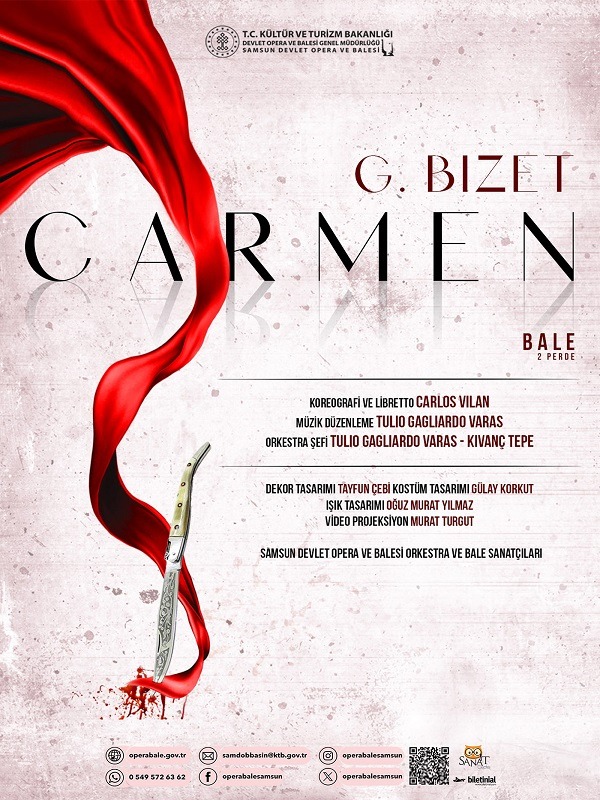 T.C. KÜLTÜR VE TURİZM BAKANLIĞI
DEVLET OPERA VE BALESİ GENEL MÜDÜRLÜĞÜ
SAMSUN DEVLET OPERA VE BALESİ
G. BIZET
CARMEN
BALE
2 PERDE
KOREOGRAFİ VE LİBRETTO CARLOS VILAN
MÜZİK DÜZENLEME TULIO GAGLIARDO VARAS
ORKESTRA ŞEFİ TULIO GAGLIARDO VARAS - KIVANÇ TEPE
DEKOR TASARIMI TAYFUN ÇEBİ KOSTÜM TASARIMI GÜLAY KORKUT
IŞIK TASARIMI OĞUZ MURAT YILMAZ
VİDEO PROJEKSİYON MURAT TURGUT
SAMSUN DEVLET OPERA VE BALESİ ORKESTRA VE BALE SANATÇILARI
operabale.gov.tr samdobbasin@ktb.gov.tr operabalesamsun
SANAT
0 549 572 63 62 operabalesamsun operabalesamsun biletinial